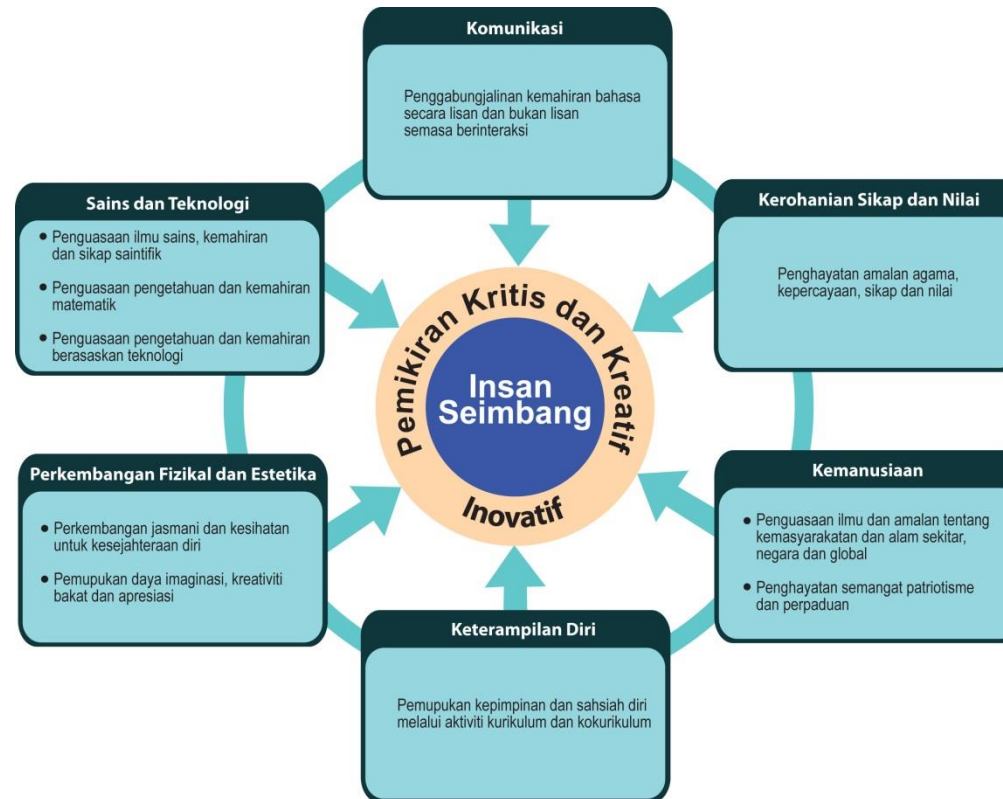 Komunikasi
Penggabungjalinan kemahiran bahasa
secara lisan dan bukan lisan
semasa berinteraksi
Kerohanian Sikap dan Nilai
Penghayatan amalan agama,
kepercayaan, sikap dan nilai
Kemanusiaan
● Penguasaan ilmu dan amalan tentang
kemasyarakatan dan alam sekitar,
negara dan global
● Penghayatan semangat patriotisme
dan perpaduan
Keterampilan Diri
Pemupukan kepimpinan dan sahsiah diri
melalui aktiviti kurikulum dan kokurikulum
Perkembangan Fizikal dan Estetika
● Perkembangan jasmani dan kesihatan
untuk kesejahteraan diri
● Pemupukan daya imaginasi, kreativiti
bakat dan apresiasi
Sains dan Teknologi
● Penguasaan ilmu sains, kemahiran
dan sikap saintifik
● Penguasaan pengetahuan dan kemahiran
matematik
● Penguasaan pengetahuan dan kemahiran
berasaskan teknologi
Pemikiran Kritis dan Kreatif
Inovatif
Insan
Seimbang